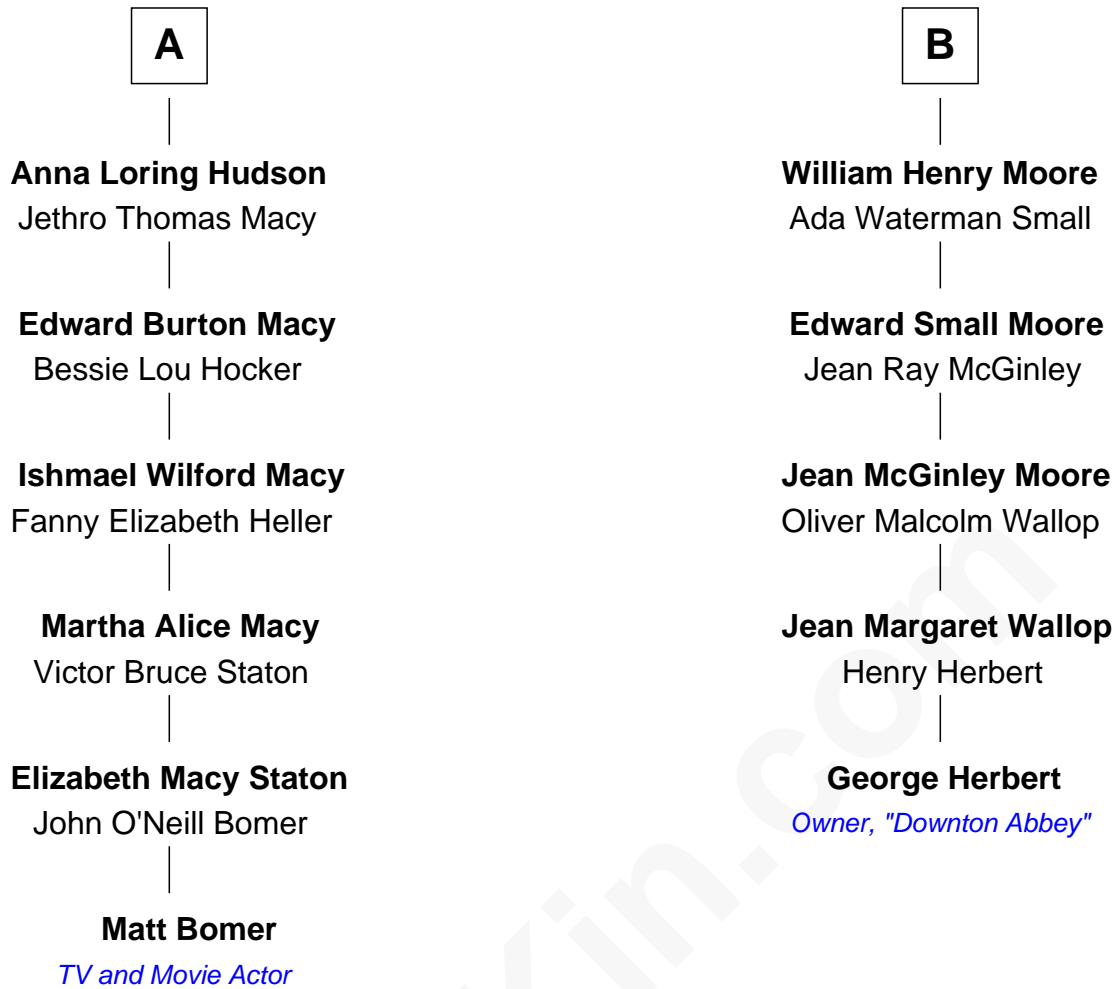 A
Anna Loring Hudson
Jethro Thomas Macy
Edward Burton Macy
Bessie Lou Hocker
Ishmael Wilford Macy
Fanny Elizabeth Heller
Martha Alice Macy
Victor Bruce Staton
Elizabeth Macy Staton
John O'Neill Bomer
Matt Bomer
TV and Movie Actor
B
William Henry Moore
Ada Waterman Small
Edward Small Moore
Jean Ray McGinley
Jean McGinley Moore
Oliver Malcolm Wallop
Jean Margaret Wallop
Henry Herbert
George Herbert
Owner, "Downton Abbey"
Kin.com